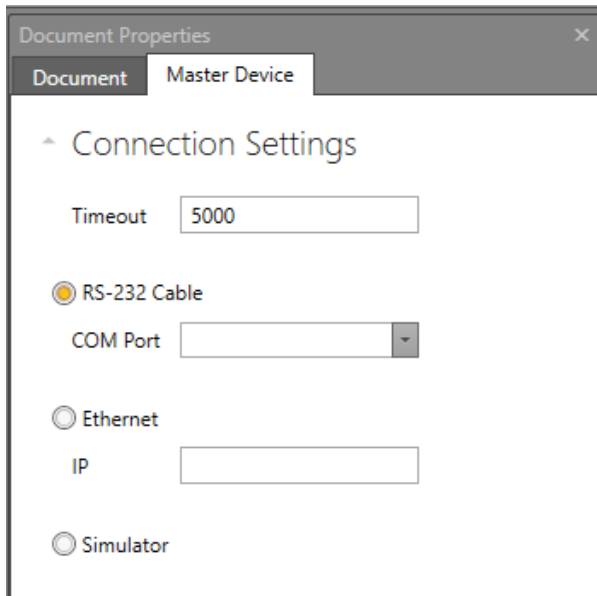 Document Properties
Document Master Device
Connection Settings
Timeout 5000
RS-232 Cable
COM Port
Ethernet
IP
Simulator